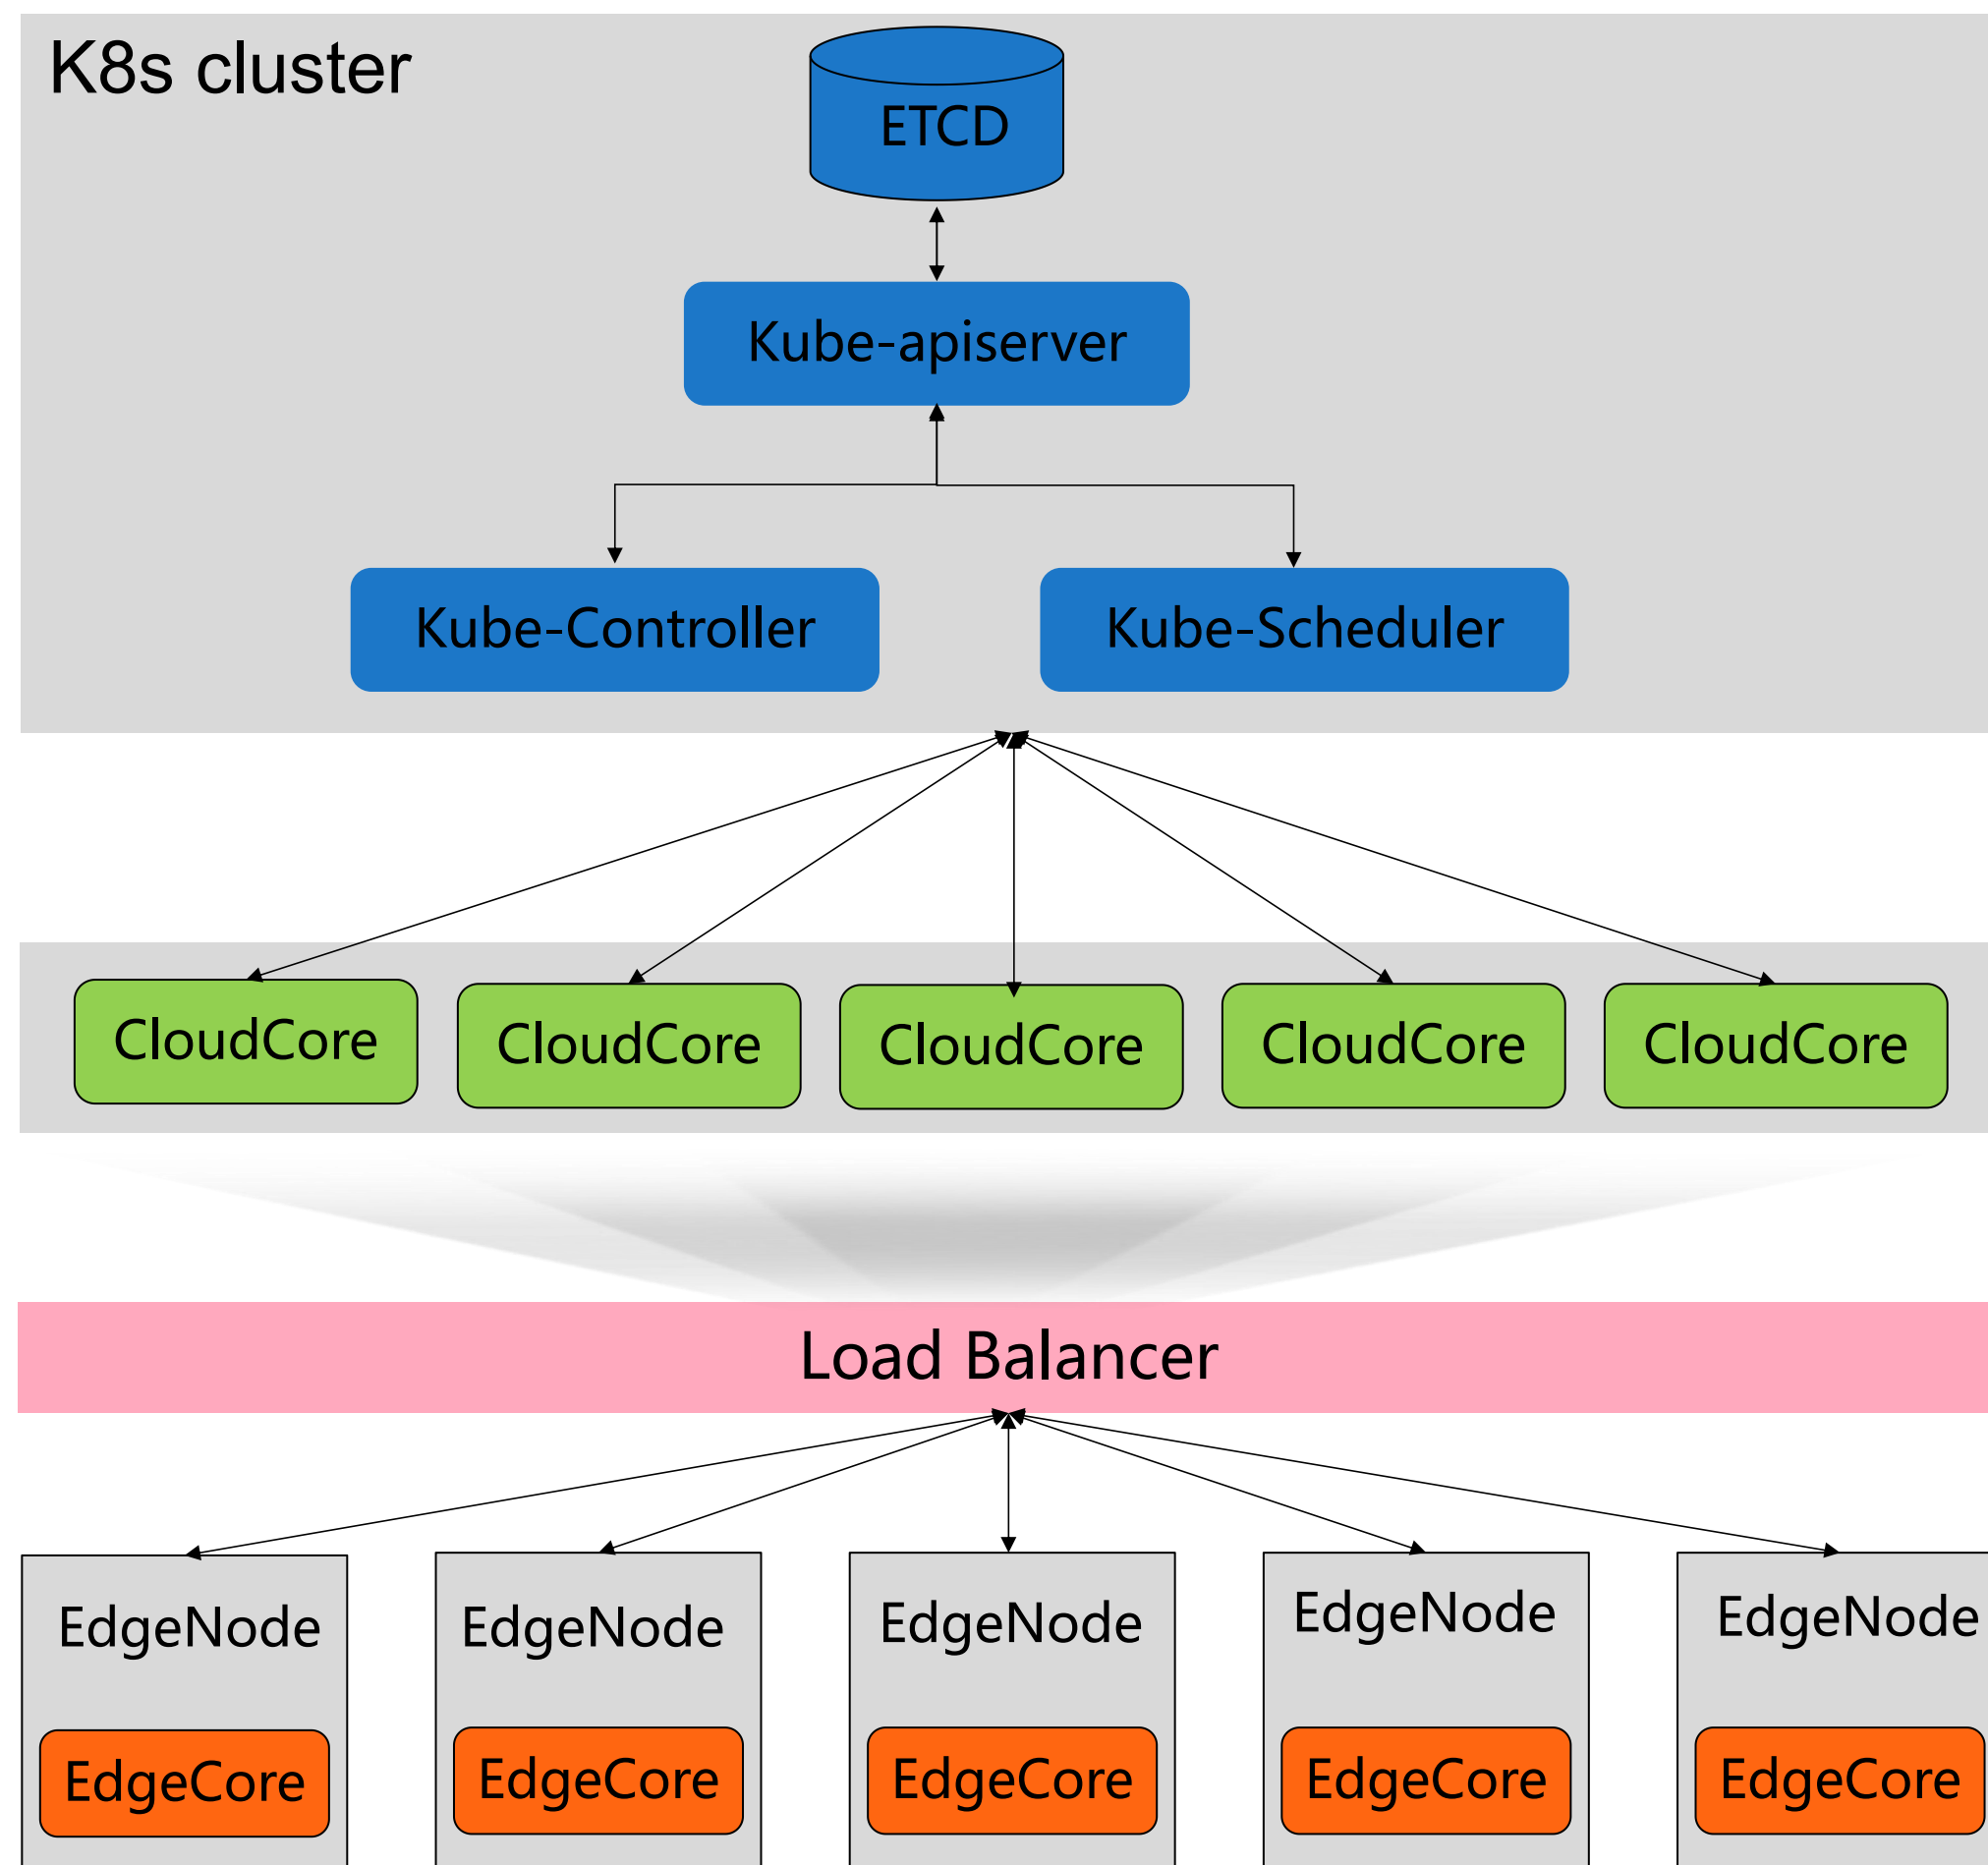 K8s cluster
ETCD
Kube-apiserver
Kube-Controller
Kube-Scheduler
CloudCore
CloudCore
CloudCore
CloudCore
CloudCore
Load Balancer
EdgeNode
EdgeNode
EdgeNode
EdgeNode
EdgeNode
EdgeCore
EdgeCore
EdgeCore
EdgeCore
EdgeCore